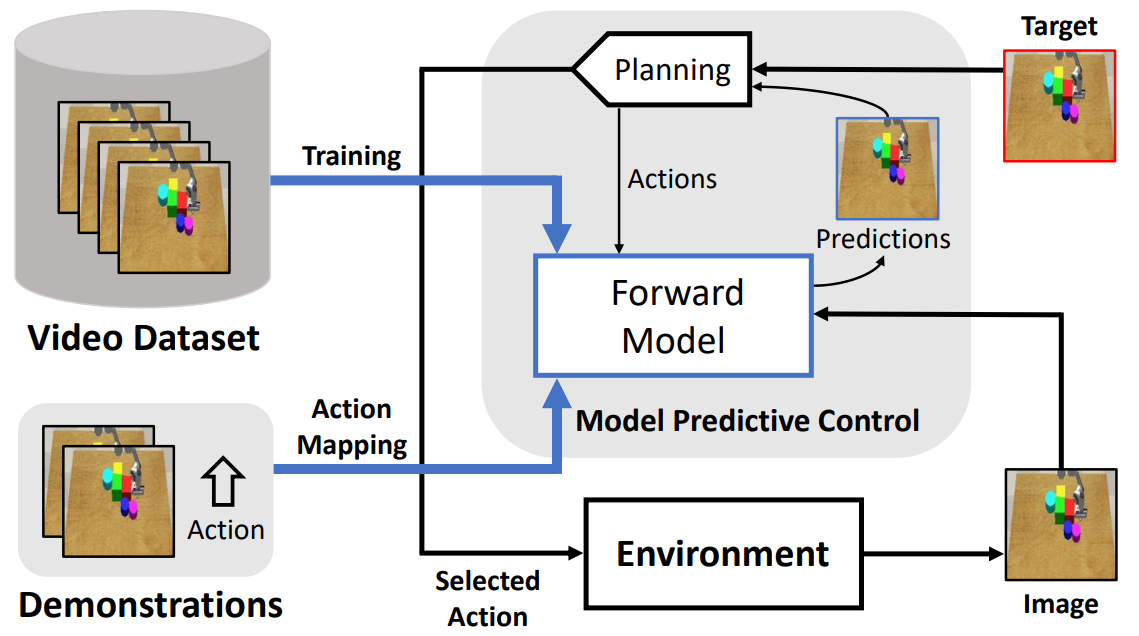 Target
Planning
Training
Actions
Predictions
Forward
Model
Video Dataset
Action
Mapping
Model Predictive Control
Action
Environment
Selected
Action
Demonstrations
Image